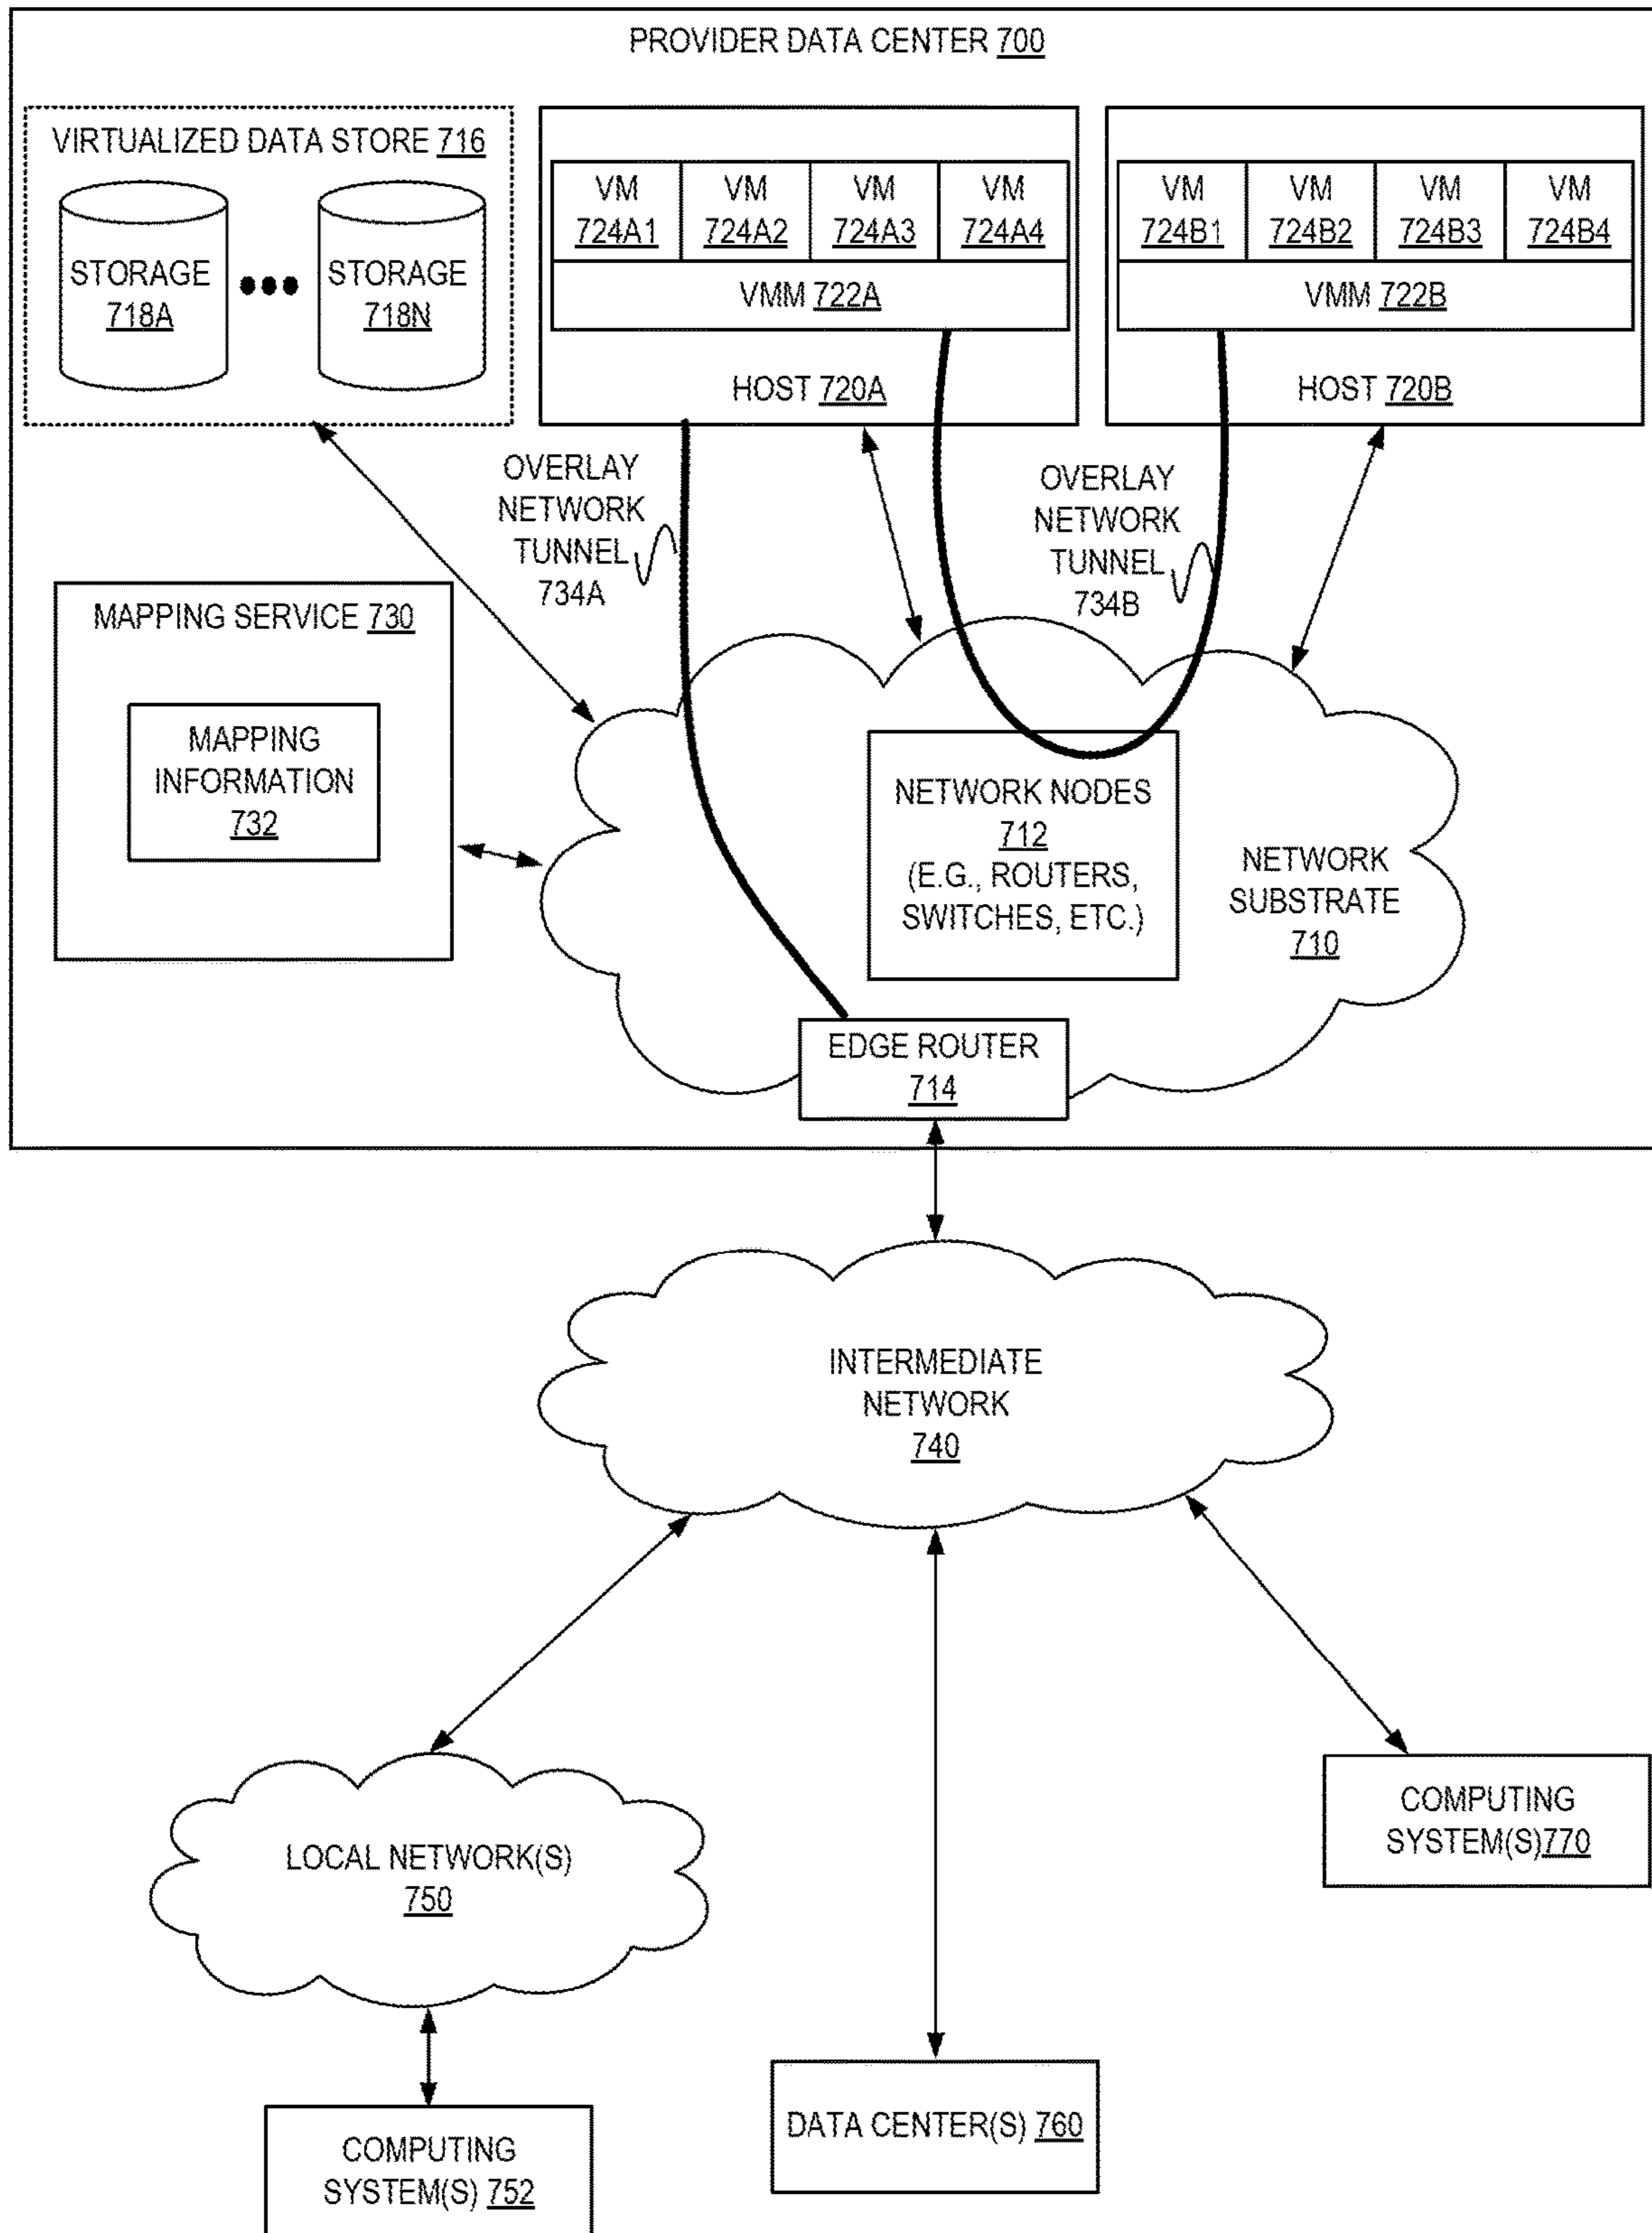 PROVIDER DATA CENTER 700
VIRTUALIZED DATA STORE 716
STORAGE
718A
STORAGE
718N
VM
724A1
VM
724A2
VM
724A3
VM
724A4
VMM 722A
HOST 720A
VM
724B1
VM
724B2
VM
724B3
VM
724B4
VMM 722B
HOST 720B
OVERLAY
NETWORK
TUNNEL
734A
OVERLAY
NETWORK
TUNNEL
734B
MAPPING SERVICE 730
MAPPING
INFORMATION
732
NETWORK NODES
712
(E.G., ROUTERS,
SWITCHES, ETC.)
NETWORK
SUBSTRATE
710
EDGE ROUTER
714
INTERMEDIATE
NETWORK
740
LOCAL NETWORK(S)
750
COMPUTING
SYSTEM(S)770
COMPUTING
SYSTEM(S) 752
DATA CENTER(S) 760